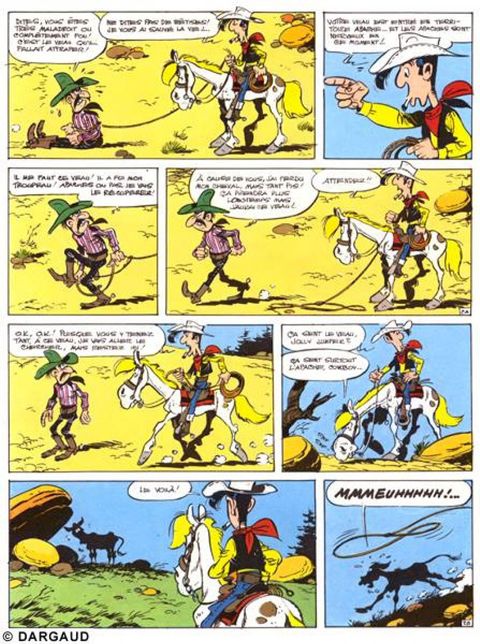 DITES, VOUS ÊTES
TRÈS MALADROIT OU
COMPLÈTEMENT FOU!
C'EST LE VEAU QU'IL
FALLAIT ATTRAPER!
NE DITES PAS DE BÊTISES!
JE VOUS AI SAUVÉ LA VIE!...
VOTRE VEAU EST ENTRÉ EN TERRI-
TOIRE APACHE... ET LES APACHES SONT
NERVEUX EN
CE MOMENT!
IL ME FAUT CE VEAU! IL A
TROUPEAU! APACHES OU PAS, JE VAIS
LE RÉCUPÉRER!
À CAUSE DE VOUS, J'AI PERDU
MON CHEVAL, MAIS TANT PIS!
ÇA PRENDRA PLUS
LONGTEMPS MAIS
J'AURAI CE VEAU!
ATTENDEZ!
2A
O.K., O.K.! PUISQUE VOUS Y TENEZ
TANT, À CE VEAU, JE VAIS ALLER LE
CHERCHER, MAIS RESTEZ ICI!
ÇA SENT LE VEAU,
JOLLY JUMPER?
ÇA SENT SURTOUT
L'APACHE, COWBOY...
SNIF
LE VOILÀ!
MMMEUHHHHH!...
2B
© DARGAUD